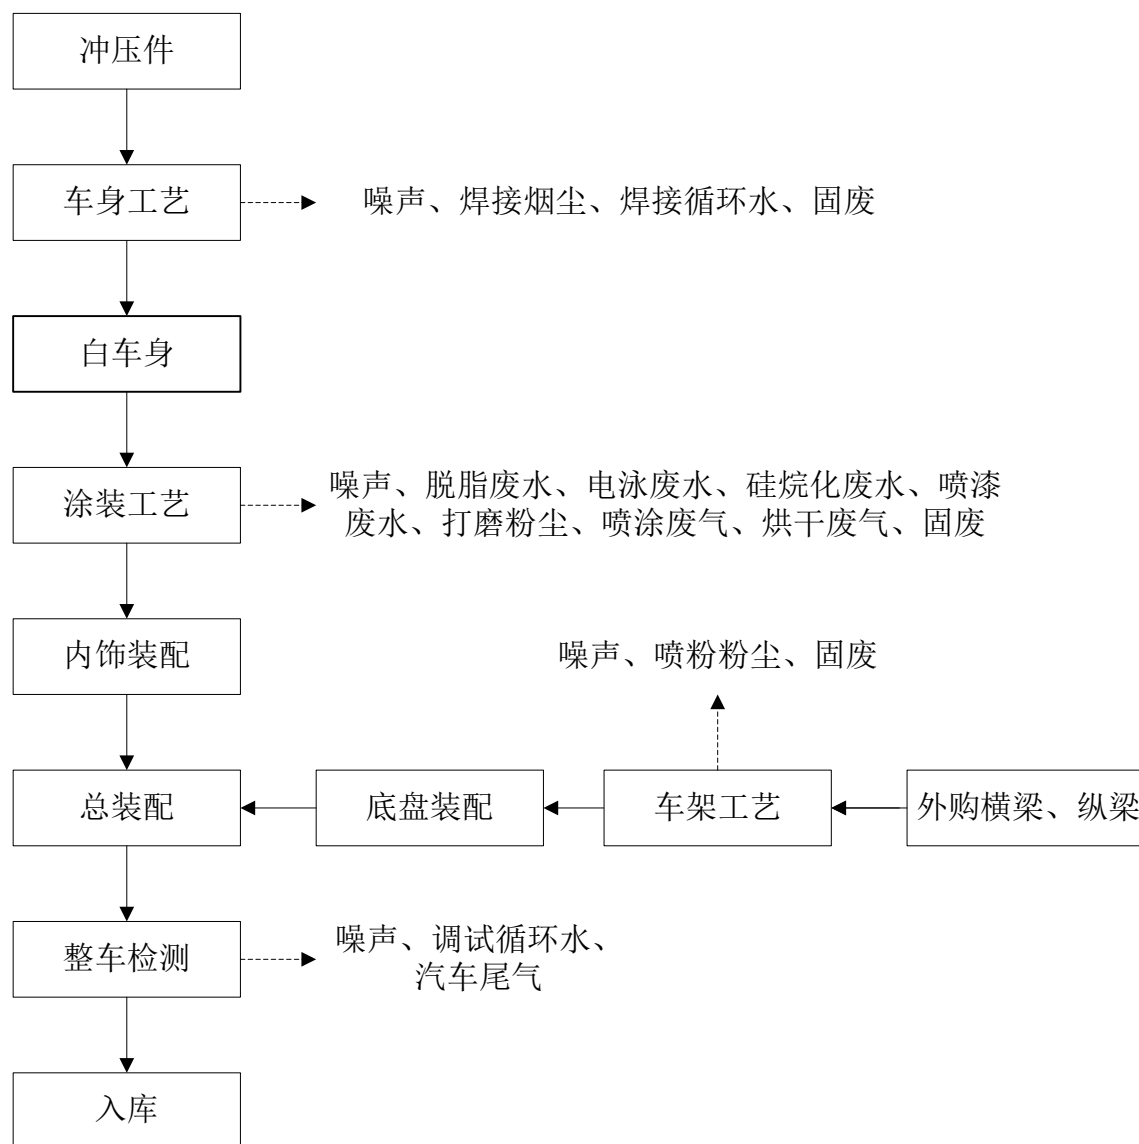 冲压件
车身工艺
噪声、焊接烟尘、焊接循环水、固废
白车身
涂装工艺
噪声、脱脂废水、电泳废水、硅烷化废水、喷漆
废水、打磨粉尘、喷涂废气、烘干废气、固废
内饰装配
噪声、喷粉粉尘、固废
总装配
底盘装配
车架工艺
外购横梁、纵梁
整车检测
噪声、调试循环水、
汽车尾气
入库